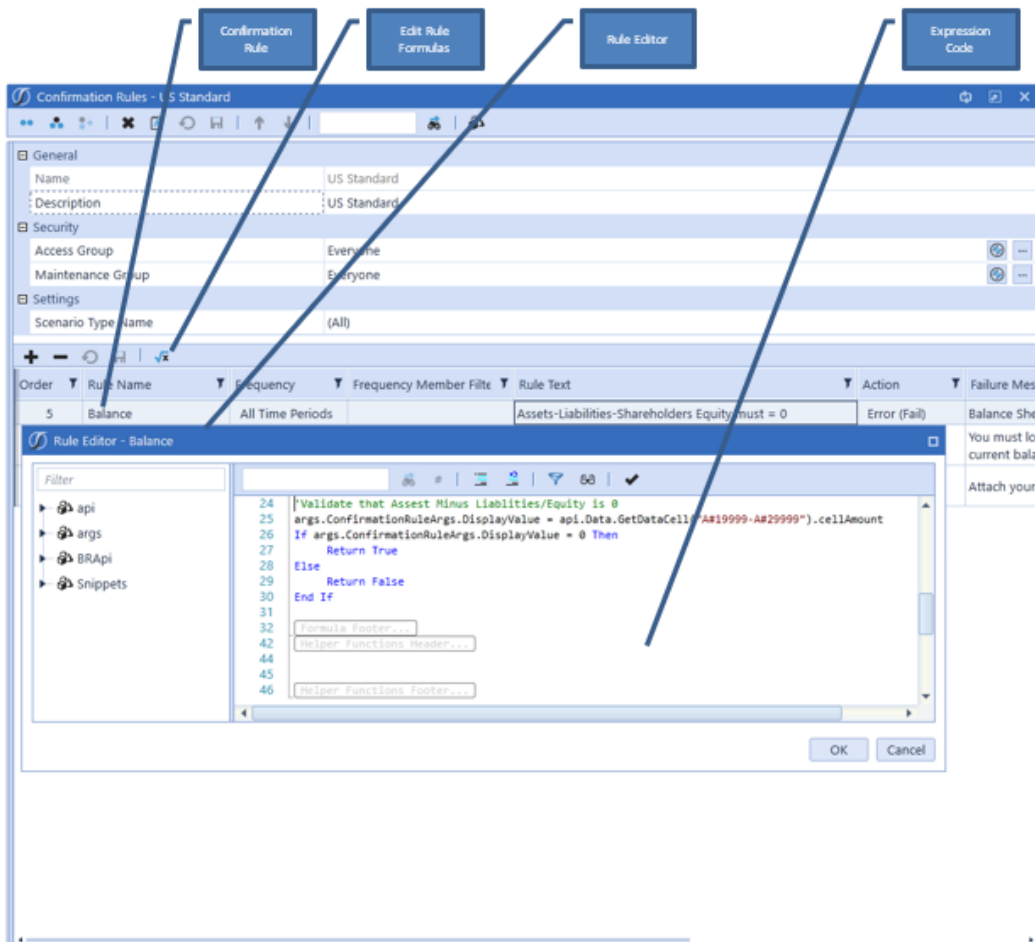 Confirmation
Rule
Edit Rule
Formulas
Rule Editor
Expression
Code
Confirmation Rules - US Standard
General
Name US Standard
Description US Standard
Security
Access Group Everyone
Maintenance Group Everyone
Settings
Scenario Type Name (All)
Order Rule Name Frequency Frequency Member Filte Rule Text Action Failure Mes
5 Balance All Time Periods Assets-Liabilities-Shareholders Equity must = 0 Error (Fail) Balance She
Rule Editor - Balance
You must lo
current bala
Attach your
Filter
api
args
BRApi
Snippets
24 'Validate that Assest Minus Liablities/Equity is 0
25 args.ConfirmationRuleArgs.DisplayValue = api.Data.GetDataCell("A#19999-A#29999").cellAmount
26 If args.ConfirmationRuleArgs.DisplayValue = 0 Then
27 Return True
28 Else
29 Return False
30 End If
31
32 Formula Footer...
42 Helper Functions Header...
44
45
46 Helper Functions Footer...
OK Cancel